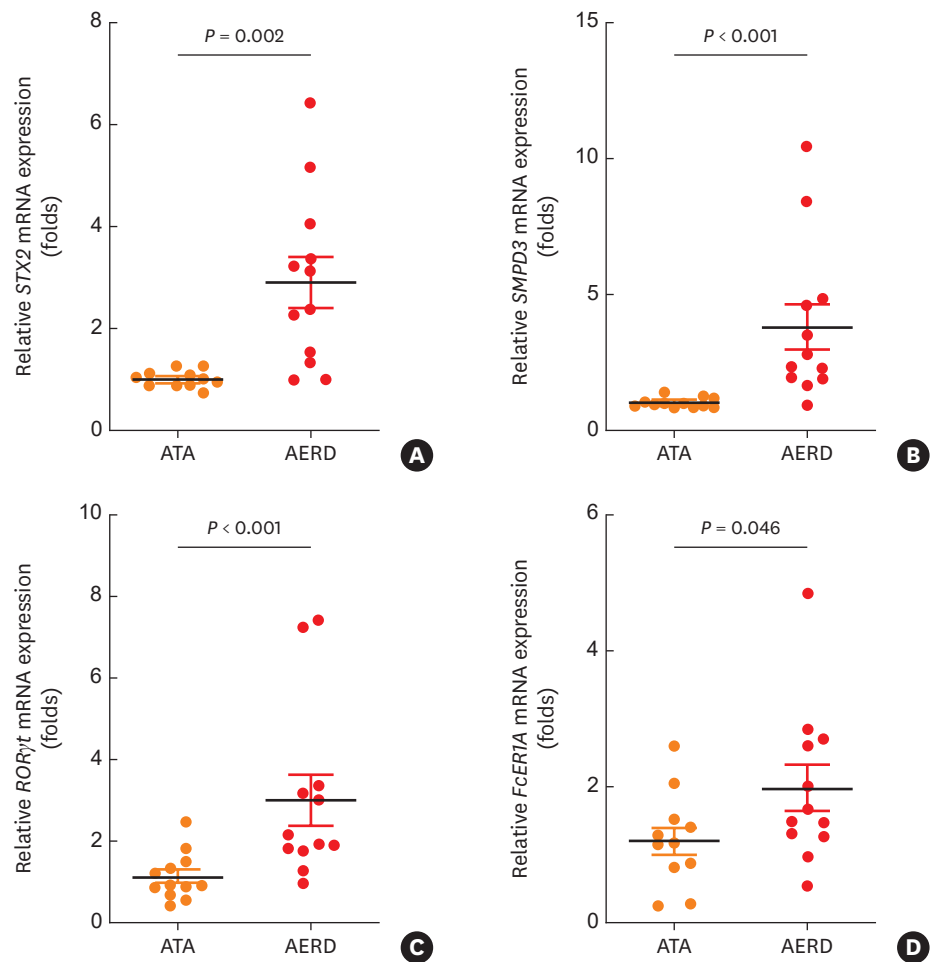 Relative STX2 mRNA expression
(folds)
8
6
4
2
0
P = 0.002
ATA
AERD
A
Relative SMPD3 mRNA expression
(folds)
15
10
5
0
P < 0.001
ATA
AERD
B
Relative RORγt mRNA expression
(folds)
10
8
6
4
2
0
P < 0.001
ATA
AERD
C
Relative FcER1A mRNA expression
(folds)
6
4
2
0
P = 0.046
ATA
AERD
D